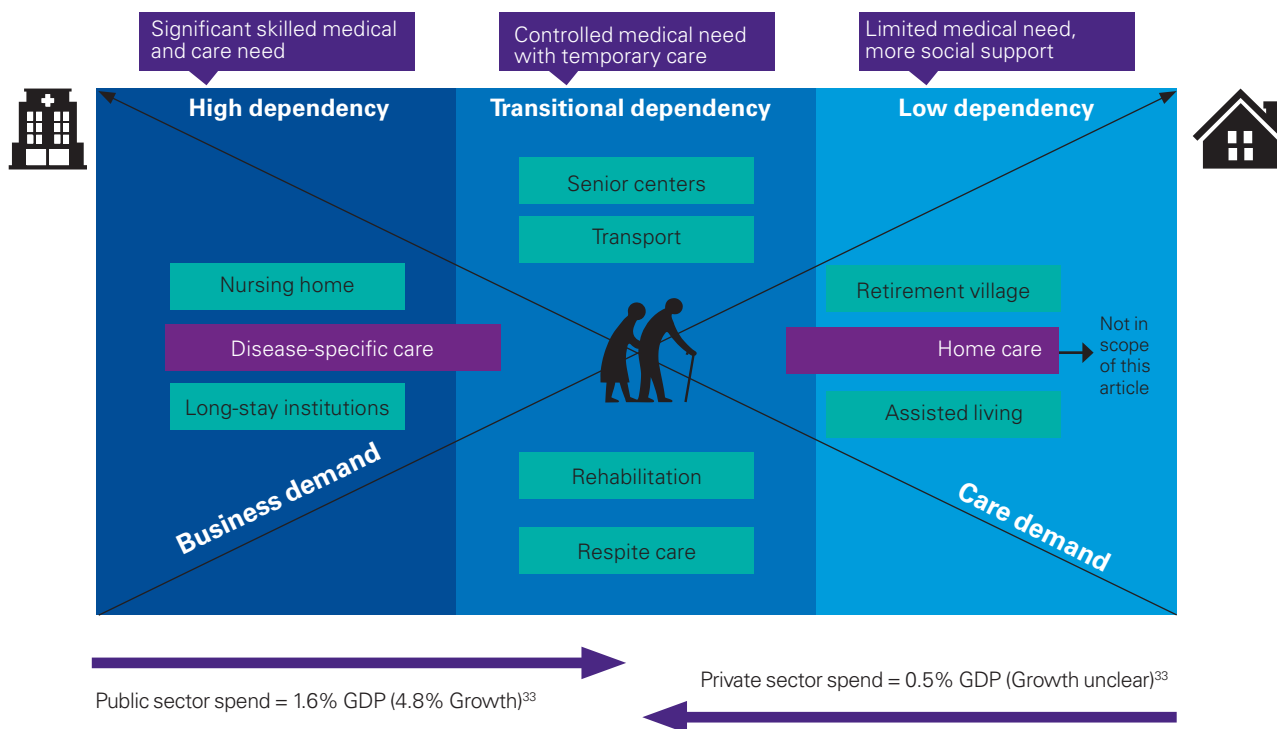 Significant skilled medical
and care need
Controlled medical need
with temporary care
Limited medical need,
more social support
High dependency
Transitional dependency
Low dependency
Senior centers
Transport
Nursing home
Retirement village
Disease-specific care
Home care
Not in
scope
of this
article
Long-stay institutions
Assisted living
Business demand
Rehabilitation
Care demand
Respite care
Public sector spend = 1.6% GDP (4.8% Growth)³³
Private sector spend = 0.5% GDP (Growth unclear)³³